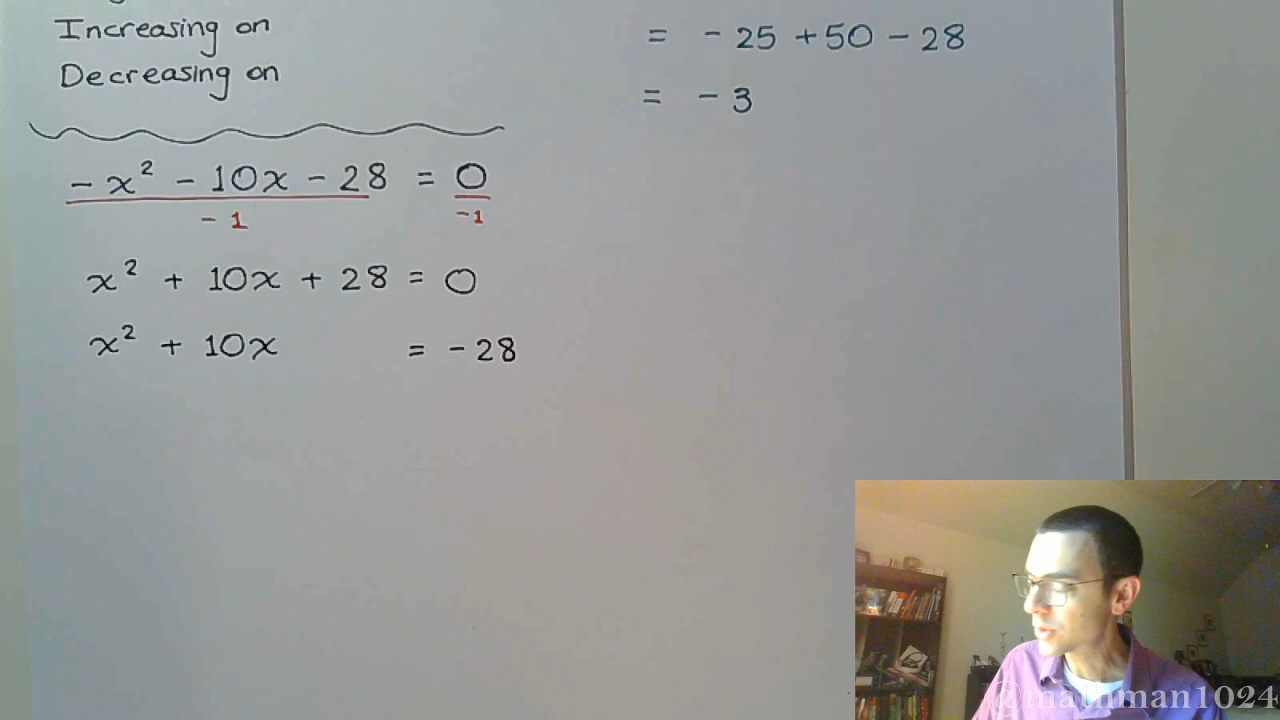 Increasing on
Decreasing on
= -25 +50 -28
= -3
-x² - 10x - 28 = 0
-1 -1
x² + 10x + 28 = 0
x² + 10x = -28
@mathman1024